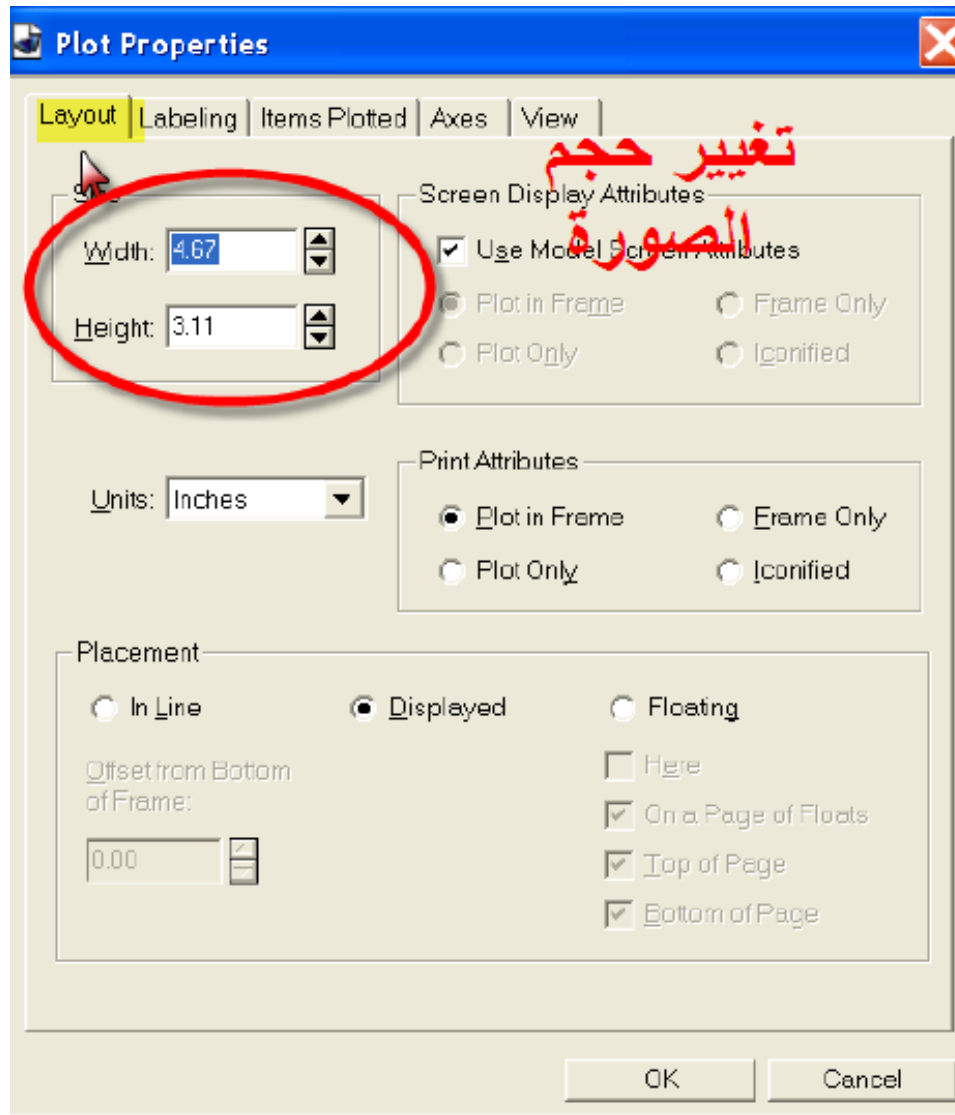 Plot Properties
Layout Labeling Items Plotted Axes View
تغيير حجم
الصورة
Size
Width: 4.67
Height: 3.11
Screen Display Attributes
Use Model Screen Attributes
Plot in Frame Frame Only
Plot Only Iconified
Units: Inches
Print Attributes
Plot in Frame Frame Only
Plot Only Iconified
Placement
In Line Displayed Floating
Offset from Bottom
of Frame:
0.00
Here
On a Page of Floats
Top of Page
Bottom of Page
OK Cancel